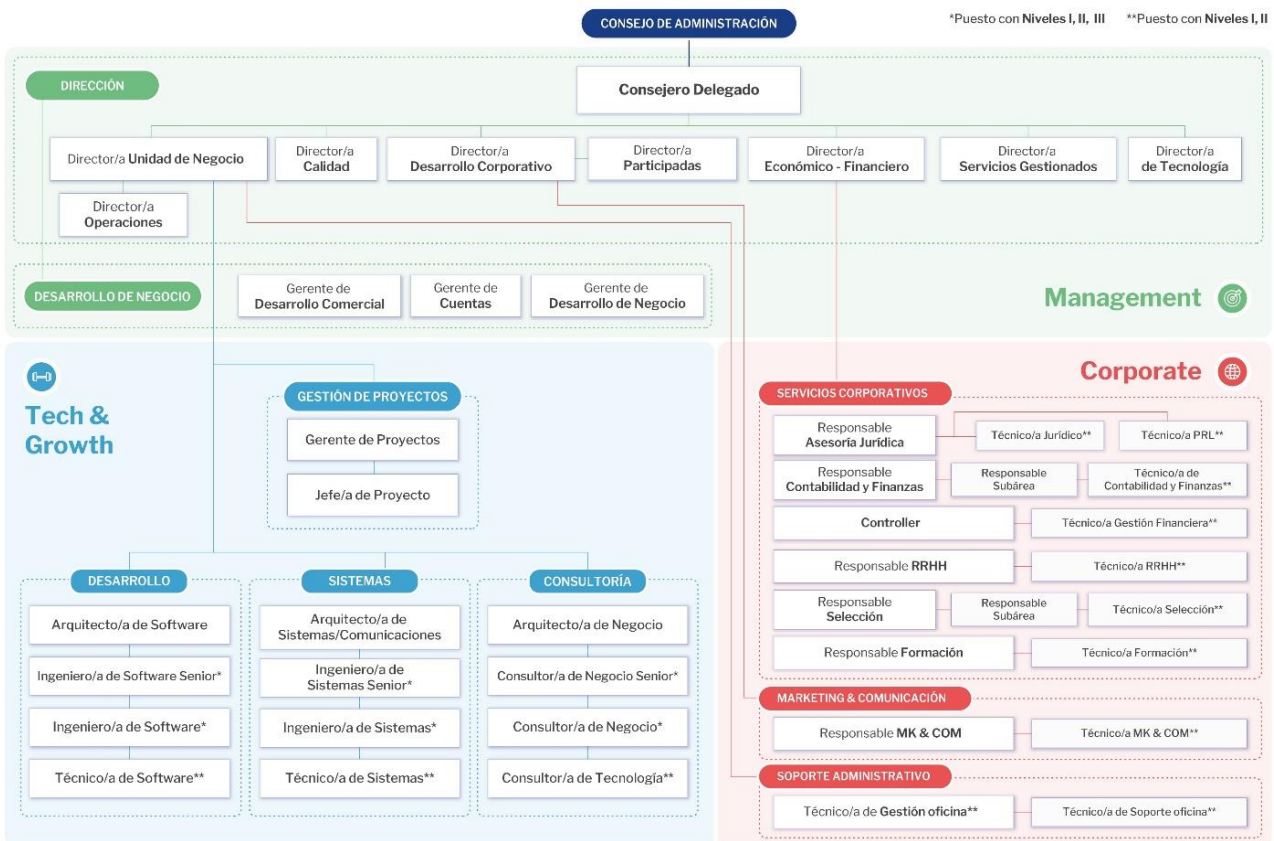 CONSEJO DE ADMINISTRACIÓN
*Puesto con Niveles I, II, III
**Puesto con Niveles I, II
DIRECCIÓN
Consejero Delegado
Director/a Unidad de Negocio
Director/a
Calidad
Director/a
Desarrollo Corporativo
Director/a
Participadas
Director/a
Económico - Financiero
Director/a
Servicios Gestionados
Director/a
de Tecnología
Director/a
Operaciones
DESARROLLO DE NEGOCIO
Gerente de
Desarrollo Comercial
Gerente de
Cuentas
Gerente de
Desarrollo de Negocio
Management
Tech &
Growth
GESTIÓN DE PROYECTOS
Gerente de Proyectos
Jefe/a de Proyecto
DESARROLLO
Arquitecto/a de Software
Ingeniero/a de Software Senior*
Ingeniero/a de Software*
Técnico/a de Software**
SISTEMAS
Arquitecto/a de
Sistemas/Comunicaciones
Ingeniero/a de
Sistemas Senior*
Ingeniero/a de Sistemas*
Técnico/a de Sistemas**
CONSULTORÍA
Arquitecto/a de Negocio
Consultor/a de Negocio Senior*
Consultor/a de Negocio*
Consultor/a de Tecnología**
Corporate
SERVICIOS CORPORATIVOS
Responsable
Asesoría Jurídica
Técnico/a Jurídico**
Técnico/a PRL**
Responsable
Contabilidad y Finanzas
Responsable
Subárea
Técnico/a de
Contabilidad y Finanzas**
Controller
Técnico/a Gestión Financiera**
Responsable RRHH
Técnico/a RRHH**
Responsable
Selección
Responsable
Subárea
Técnico/a Selección**
Responsable Formación
Técnico/a Formación**
MARKETING & COMUNICACIÓN
Responsable MK & COM
Técnico/a MK & COM**
SOPORTE ADMINISTRATIVO
Técnico/a de Gestión oficina**
Técnico/a de Soporte oficina**